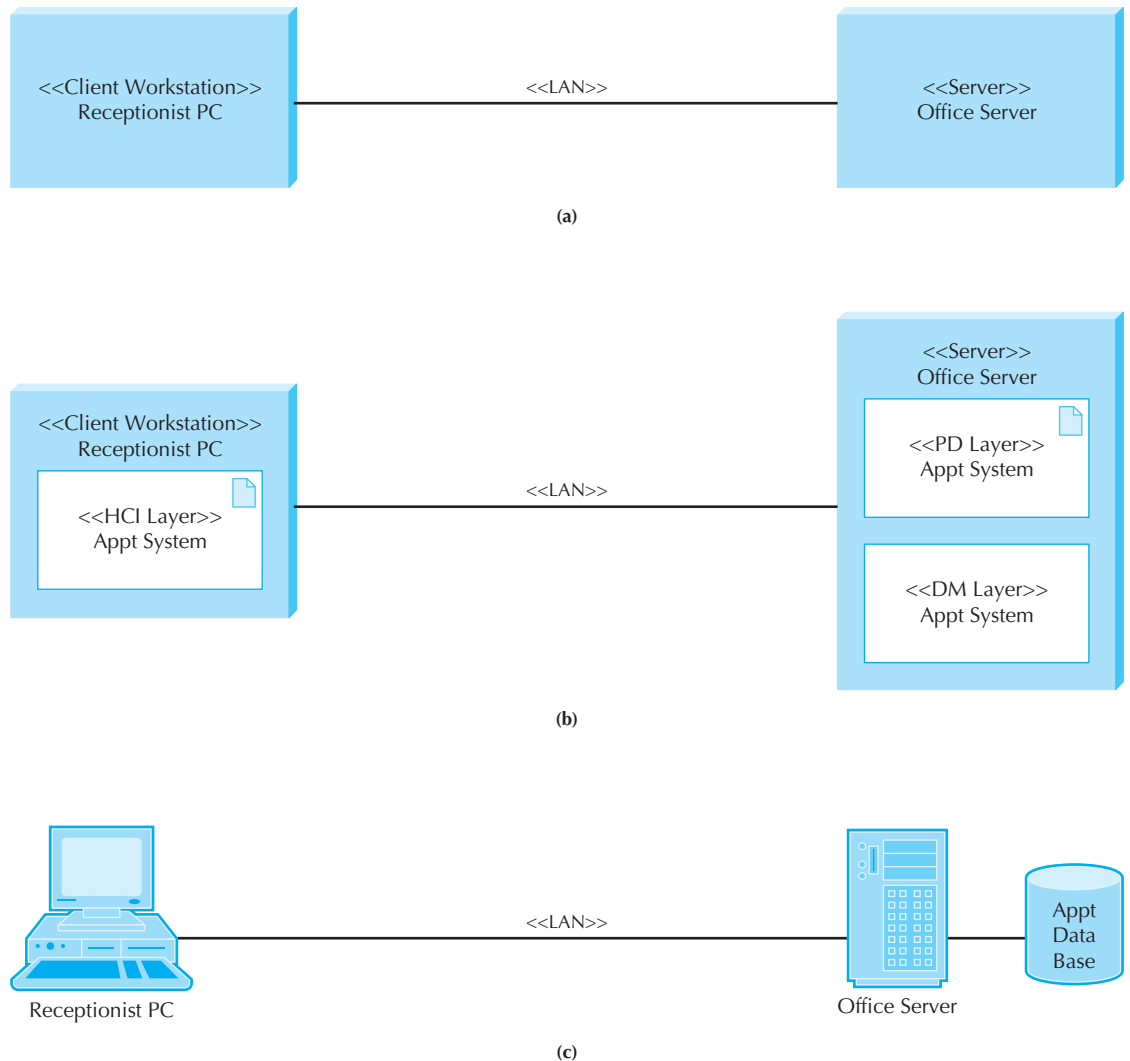 <<Client Workstation>>
Receptionist PC
<<LAN>>
<<Server>>
Office Server
(a)
<<Client Workstation>>
Receptionist PC
<<HCI Layer>>
Appt System
<<LAN>>
<<Server>>
Office Server
<<PD Layer>>
Appt System
<<DM Layer>>
Appt System
(b)
Receptionist PC
<<LAN>>
Office Server
Appt
Data
Base
(c)